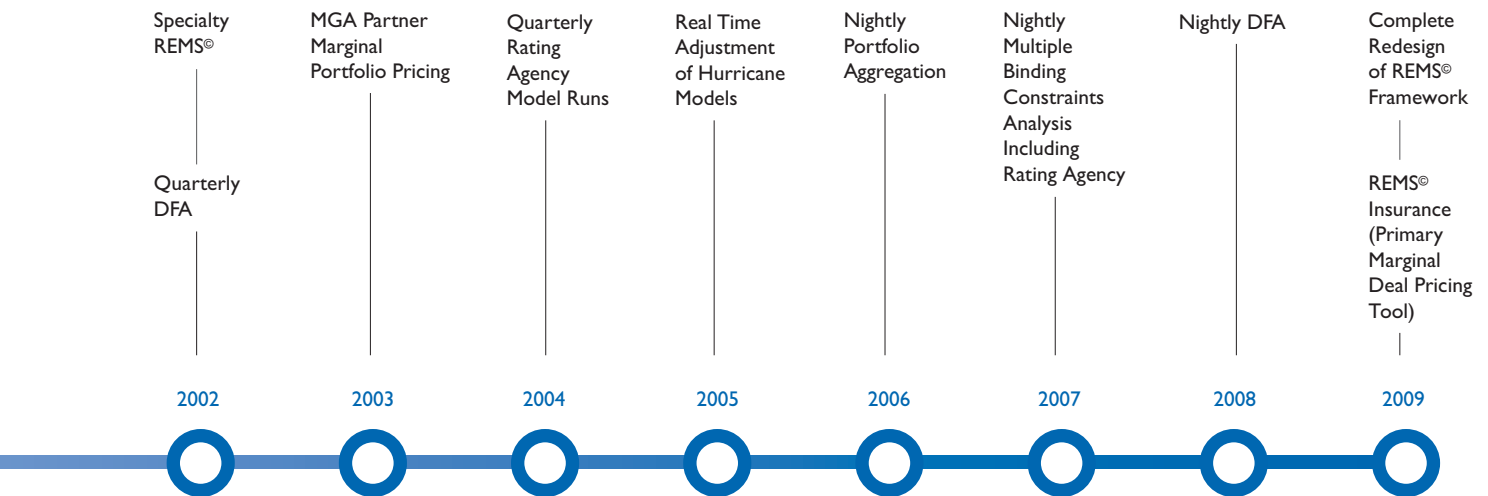 Specialty
REMS©
Quarterly
DFA
2002
MGA Partner
Marginal
Portfolio Pricing
2003
Quarterly
Rating
Agency
Model Runs
2004
Real Time
Adjustment
of Hurricane
Models
2005
Nightly
Portfolio
Aggregation
2006
Nightly
Multiple
Binding
Constraints
Analysis
Including
Rating Agency
2007
Nightly DFA
2008
Complete
Redesign
of REMS©
Framework
REMS©
Insurance
(Primary
Marginal
Deal Pricing
Tool)
2009